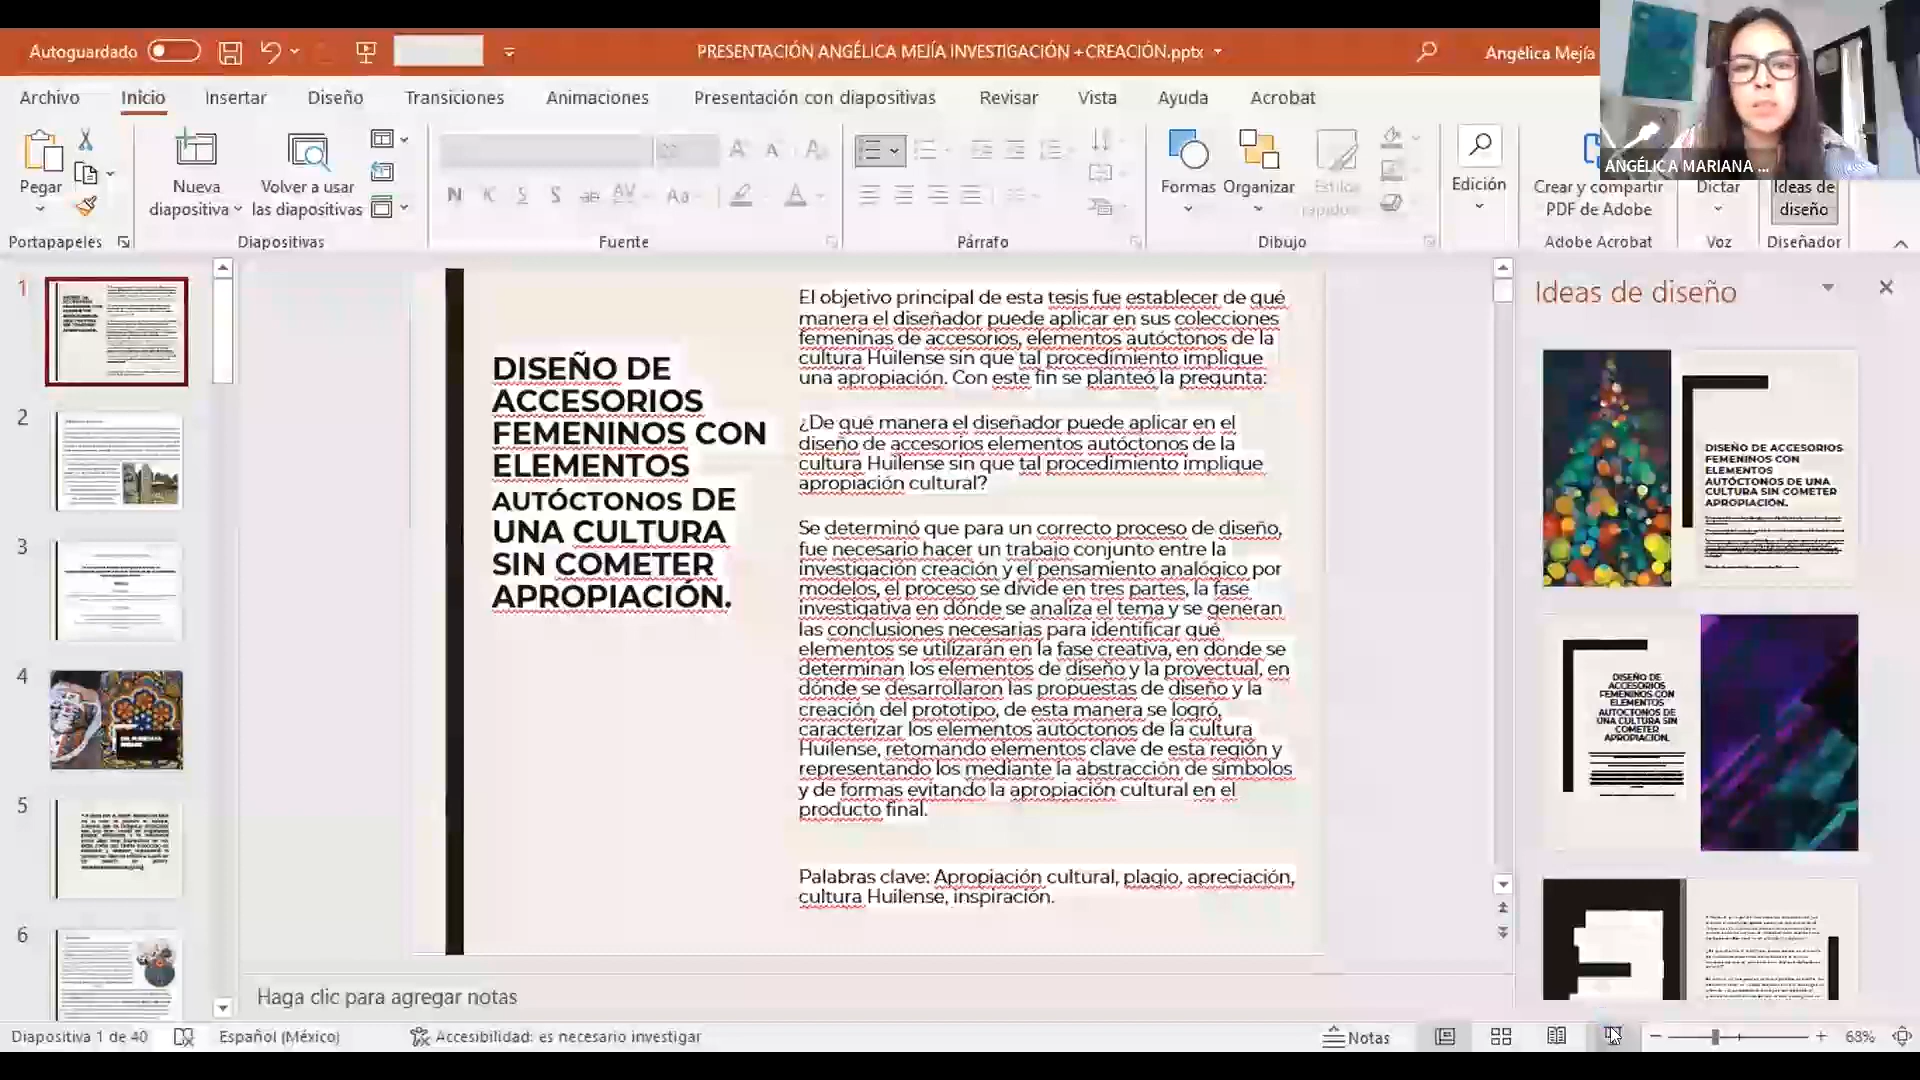 Autoguardado
PRESENTACIÓN ANGÉLICA MEJÍA INVESTIGACIÓN +CREACIÓN.pptx
Angélica Mejía
Archivo Inicio Insertar Diseño Transiciones Animaciones Presentación con diapositivas Revisar Vista Ayuda Acrobat
ANGÉLICA MARIANA ...
Pegar
Nueva
diapositiva
Volver a usar
las diapositivas
N K S S ab AV Aa A
Formas
Organizar
Estilos
rápidos
Edición
Crear y compartir
PDF de Adobe
Dictar
Ideas de
diseño
Portapapeles Diapositivas Fuente Párrafo Dibujo Adobe Acrobat Voz Diseñador
1
2
3
4
5
6
DISEÑO DE
ACCESORIOS
FEMENINOS CON
ELEMENTOS
AUTÓCTONOS DE
UNA CULTURA
SIN COMETER
APROPIACIÓN.
El objetivo principal de esta tesis fue establecer de qué
manera el diseñador puede aplicar en sus colecciones
femeninas de accesorios, elementos autóctonos de la
cultura Huilense sin que tal procedimiento implique
una apropiación. Con este fin se planteó la pregunta:
¿De qué manera el diseñador puede aplicar en el
diseño de accesorios elementos autóctonos de la
cultura Huilense sin que tal procedimiento implique
apropiación cultural?
Se determinó que para un correcto proceso de diseño,
fue necesario hacer un trabajo conjunto entre la
investigación creación y el pensamiento analógico por
modelos, el proceso se divide en tres partes, la fase
investigativa en dónde se analiza el tema y se generan
las conclusiones necesarias para identificar qué
elementos se utilizarán en la fase creativa, en donde se
determinan los elementos de diseño y la proyectual, en
dónde se desarrollaron las propuestas de diseño y la
creación del prototipo, de esta manera se logró,
caracterizar los elementos autóctonos de la cultura
Huilense, retomando elementos clave de esta región y
representando los mediante la abstracción de símbolos
y de formas evitando la apropiación cultural en el
producto final.
Palabras clave: Apropiación cultural, plagio, apreciación,
cultura Huilense, inspiración.
Ideas de diseño
DISEÑO DE ACCESORIOS
FEMENINOS CON
ELEMENTOS
AUTÓCTONOS DE UNA
CULTURA SIN COMETER
APROPIACIÓN.
DISEÑO DE
ACCESORIOS
FEMENINOS CON
ELEMENTOS
AUTÓCTONOS DE
UNA CULTURA SIN
COMETER
APROPIACIÓN.
Haga clic para agregar notas
Diapositiva 1 de 40 Español (México) Accesibilidad: es necesario investigar Notas 68%